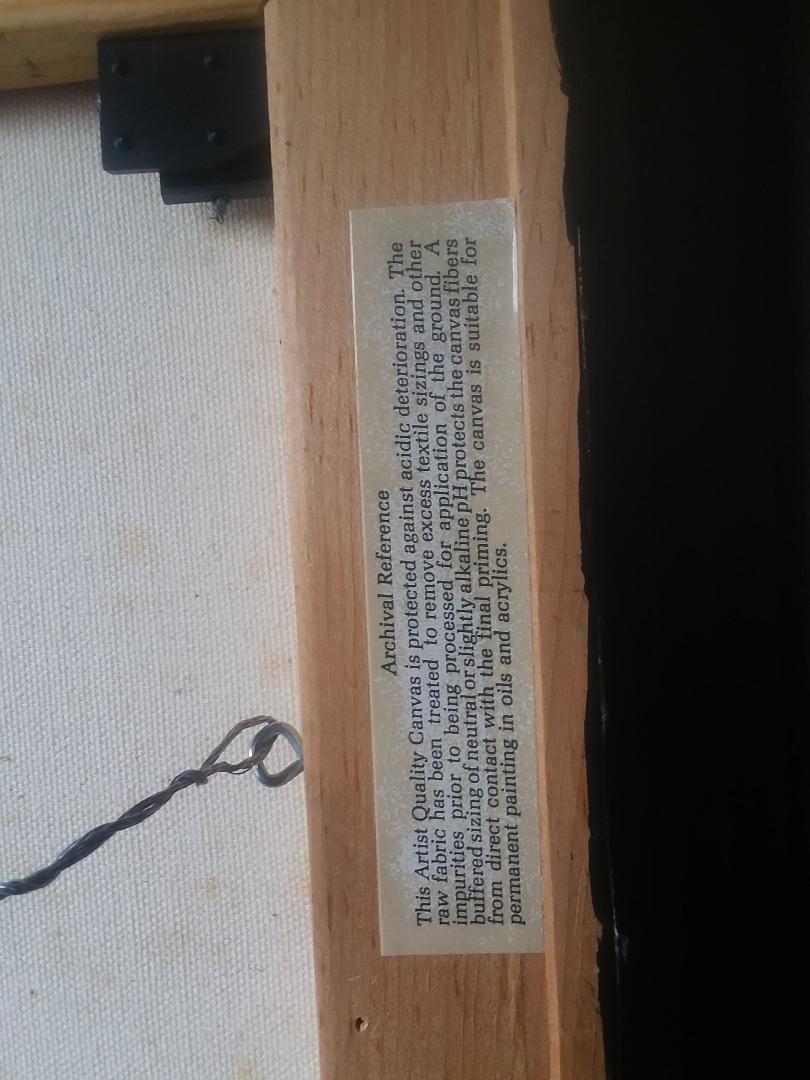 Archival Reference
This Artist Quality Canvas is protected against acidic deterioration. The
raw fabric has been treated to remove excess textile sizings and other
impurities prior to being processed for application of the ground. A
buffered sizing of neutral or slightly alkaline pH protects the canvas fibers
from direct contact with the final priming. The canvas is suitable for
permanent painting in oils and acrylics.